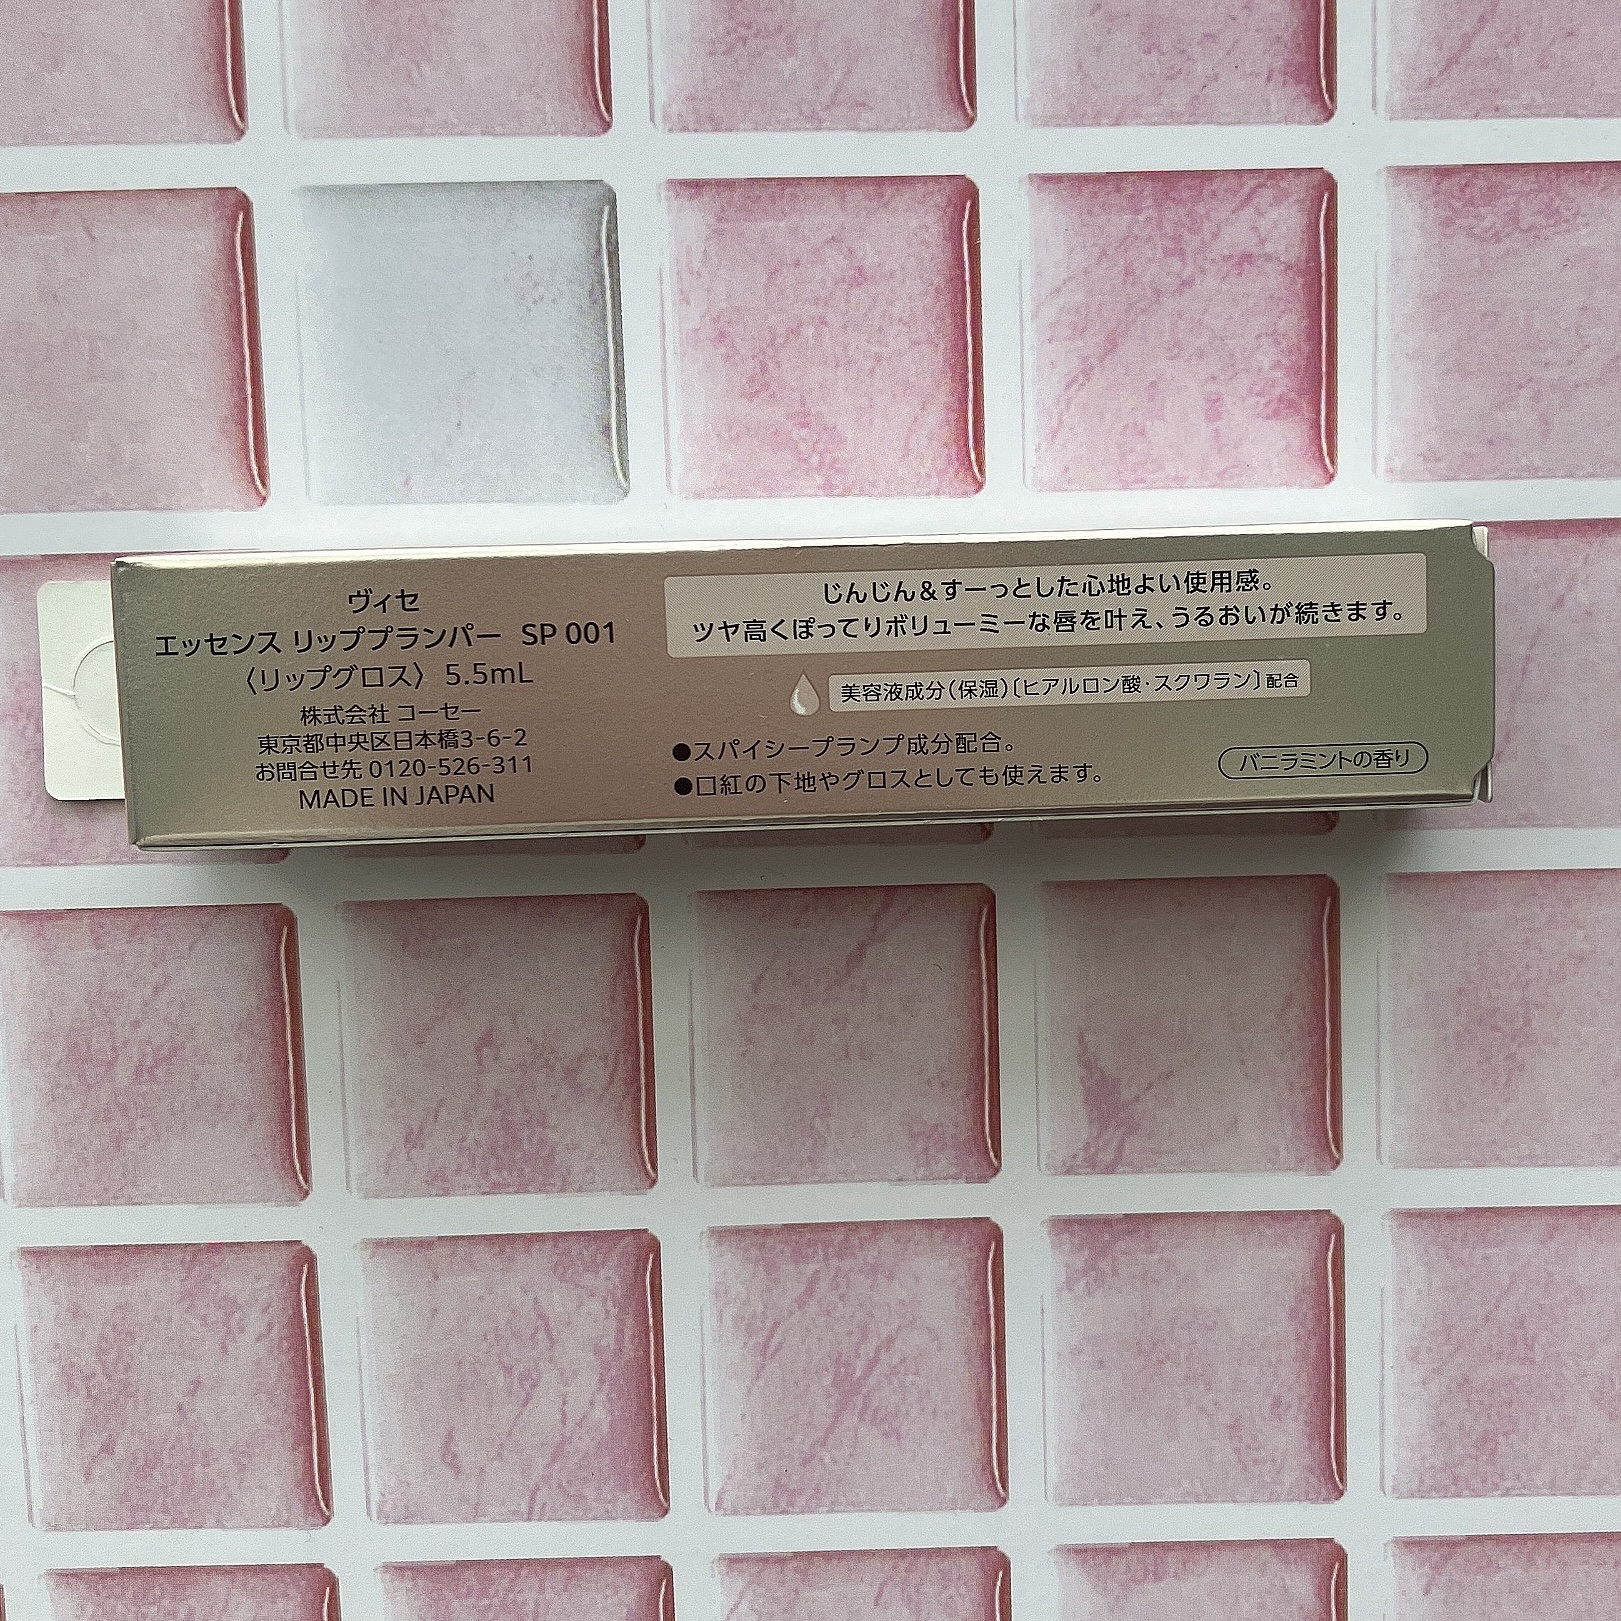 ヴィセ
エッセンス リッププランパー SP 001
〈リップグロス〉 5.5mL
株式会社 コーセー
東京都中央区日本橋3-6-2
お問合せ先 0120-526-311
MADE IN JAPAN
じんじん&すーっとした心地よい使用感。
ツヤ高くぽってりボリューミーな唇を叶え、うるおいが続きます。
美容液成分(保湿)〔ヒアルロン酸・スクワラン〕配合
●スパイシープランプ成分配合。
●口紅の下地やグロスとしても使えます。
バニラミントの香り